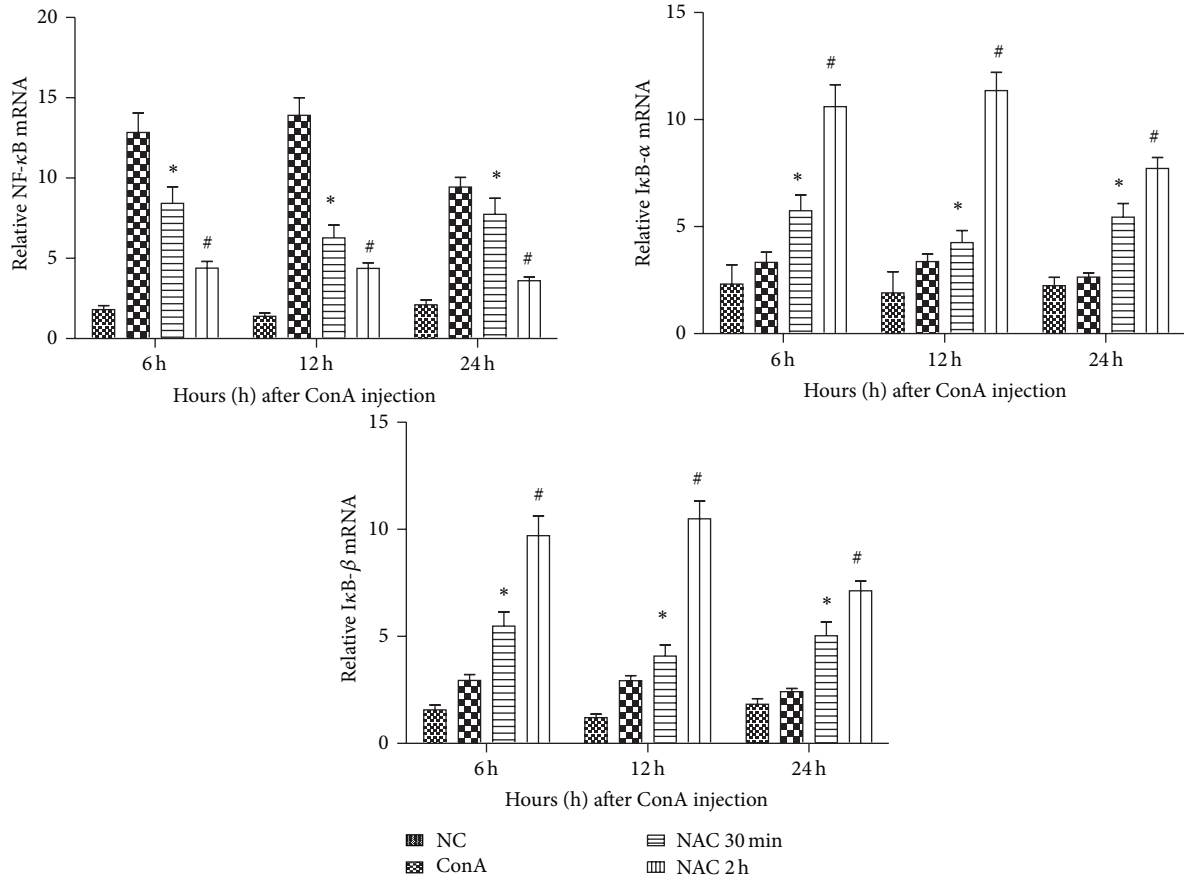 Relative NF-κB mRNA
20
15
10
5
0
*
#
*
#
*
#
6 h
12 h
24 h
Hours (h) after ConA injection
Relative IκB-α mRNA
15
10
5
0
*
#
*
#
*
#
6 h
12 h
24 h
Hours (h) after ConA injection
Relative IκB-β mRNA
15
10
5
0
*
#
*
#
*
#
6 h
12 h
24 h
Hours (h) after ConA injection
NC
ConA
NAC 30 min
NAC 2 h